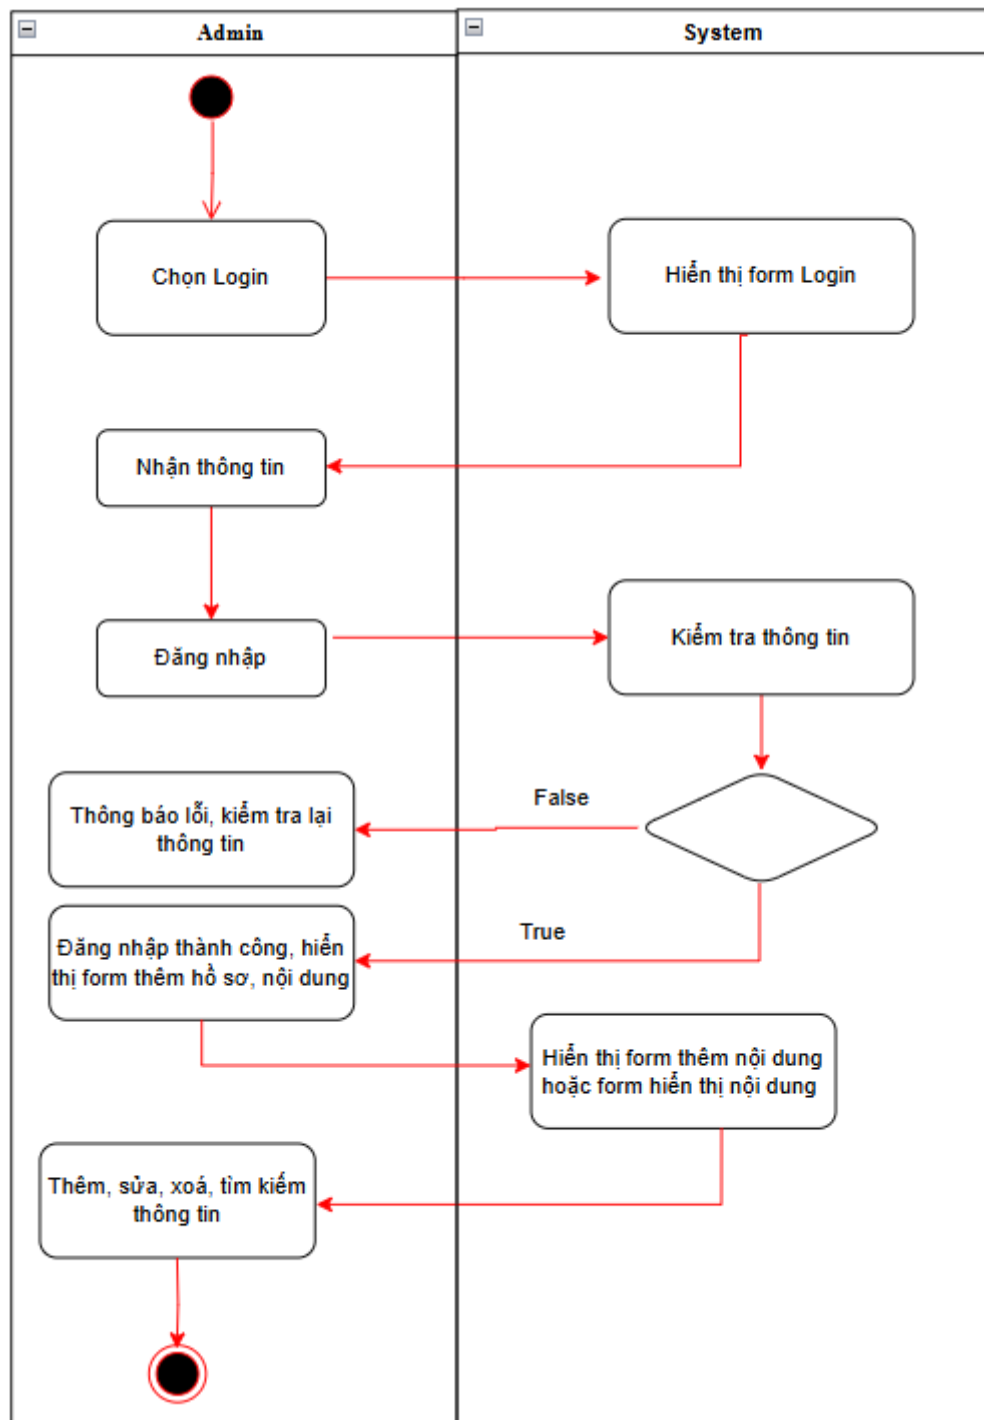 Admin
System
Chọn Login
Hiển thị form Login
Nhận thông tin
Đăng nhập
Kiểm tra thông tin
False
Thông báo lỗi, kiểm tra lại
thông tin
True
Đăng nhập thành công, hiển
thị form thêm hồ sơ, nội dung
Hiển thị form thêm nội dung
hoặc form hiển thị nội dung
Thêm, sửa, xoá, tìm kiếm
thông tin